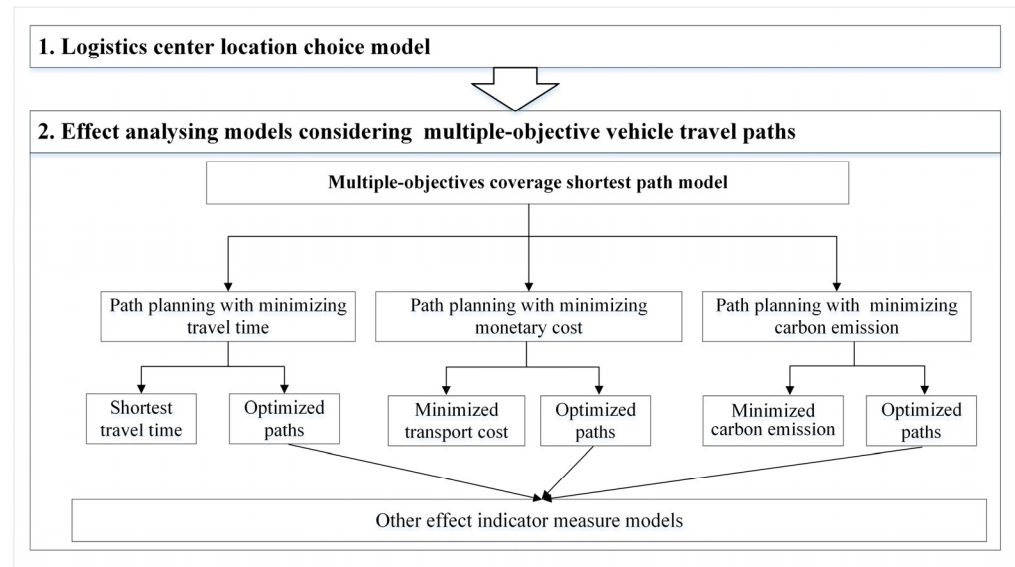 1. Logistics center location choice model
2. Effect analysing models considering multiple-objective vehicle travel paths
Multiple-objectives coverage shortest path model
Path planning with minimizing
travel time
Path planning with minimizing
monetary cost
Path planning with minimizing
carbon emission
Shortest
travel time
Optimized
paths
Minimized
transport cost
Optimized
paths
Minimized
carbon emission
Optimized
paths
Other effect indicator measure models